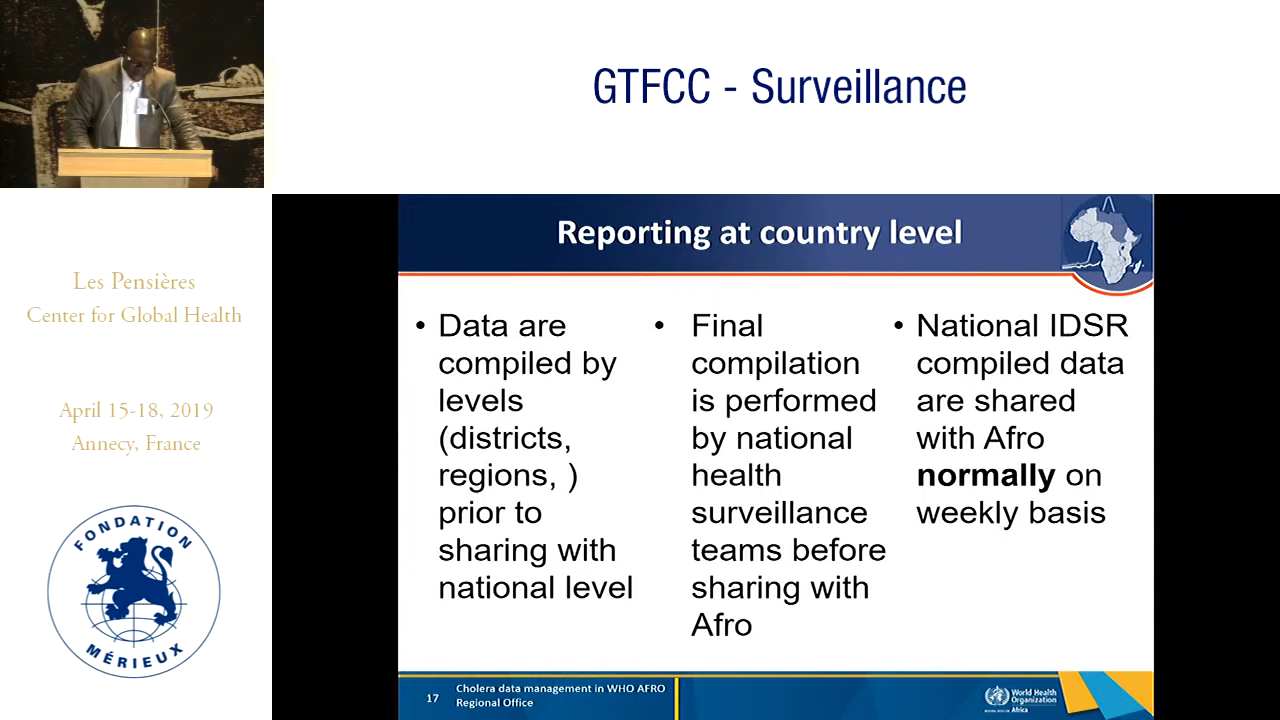 GTFCC - Surveillance
Les Pensières
Center for Global Health
April 15-18, 2019
Annecy, France
FONDATION
MÉRIEUX
Reporting at country level
• Data are
compiled by
levels
(districts,
regions, )
prior to
sharing with
national level
• Final
compilation
is performed
by national
health
surveillance
teams before
sharing with
Afro
• National IDSR
compiled data
are shared
with Afro
normally on
weekly basis
17
Cholera data management in WHO AFRO
Regional Office
World Health
Organization
Africa